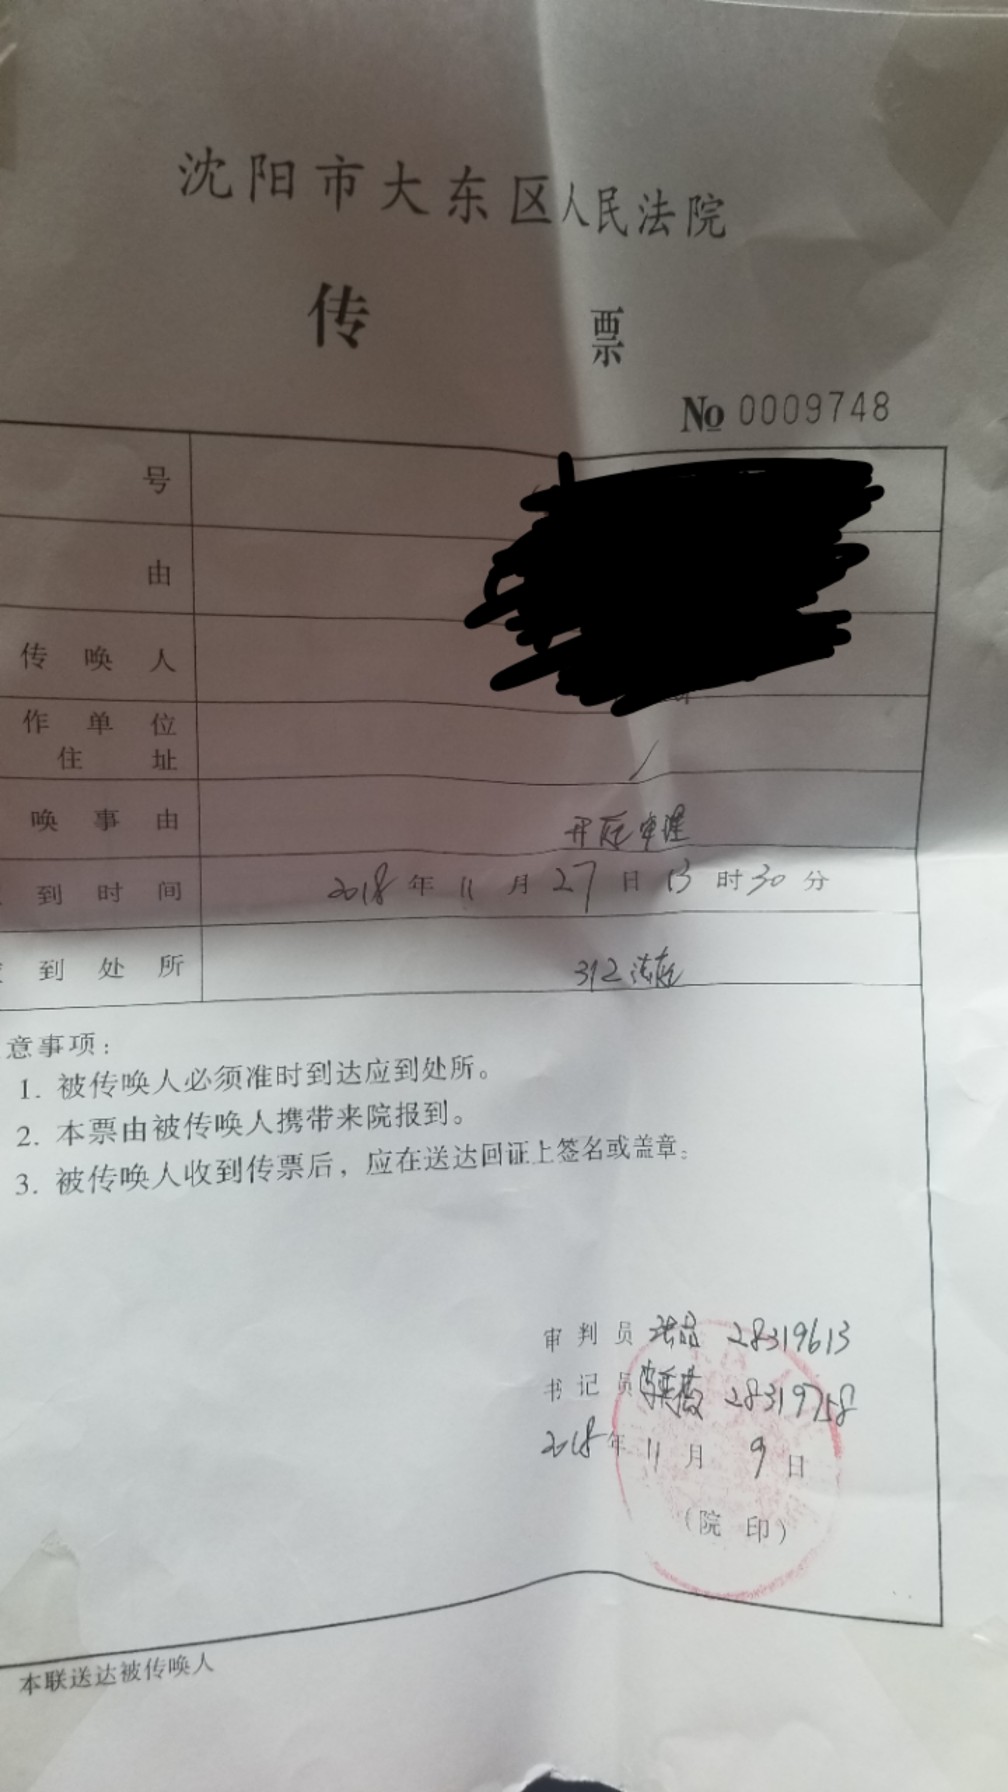 沈阳市大东区人民法院
传 票
No 0009748
号
由
传 唤 人
作 单 位
住 址
唤 事 由 开庭审理
到 时 间 2018 年 11 月 27 日 13 时 30 分
到 处 所 312法庭
意事项:
1. 被传唤人必须准时到达应到处所。
2. 本票由被传唤人携带来院报到。
3. 被传唤人收到传票后，应在送达回证上签名或盖章。
审 判 员 28319613
书 记 员 28319758
2018 年 11 月 9 日
(院 印)
本联送达被传唤人